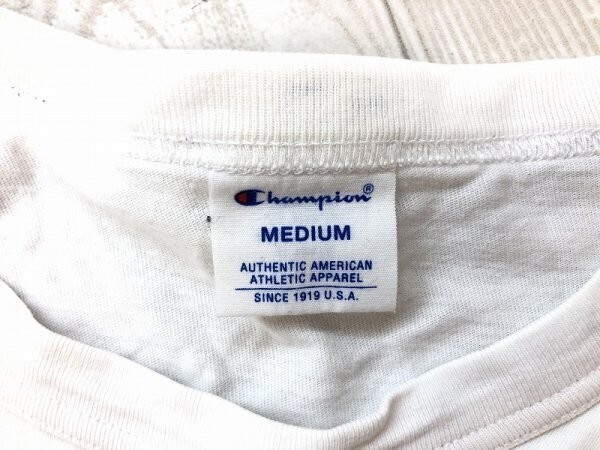 Champion®
MEDIUM
AUTHENTIC AMERICAN
ATHLETIC APPAREL
SINCE 1919 U.S.A.